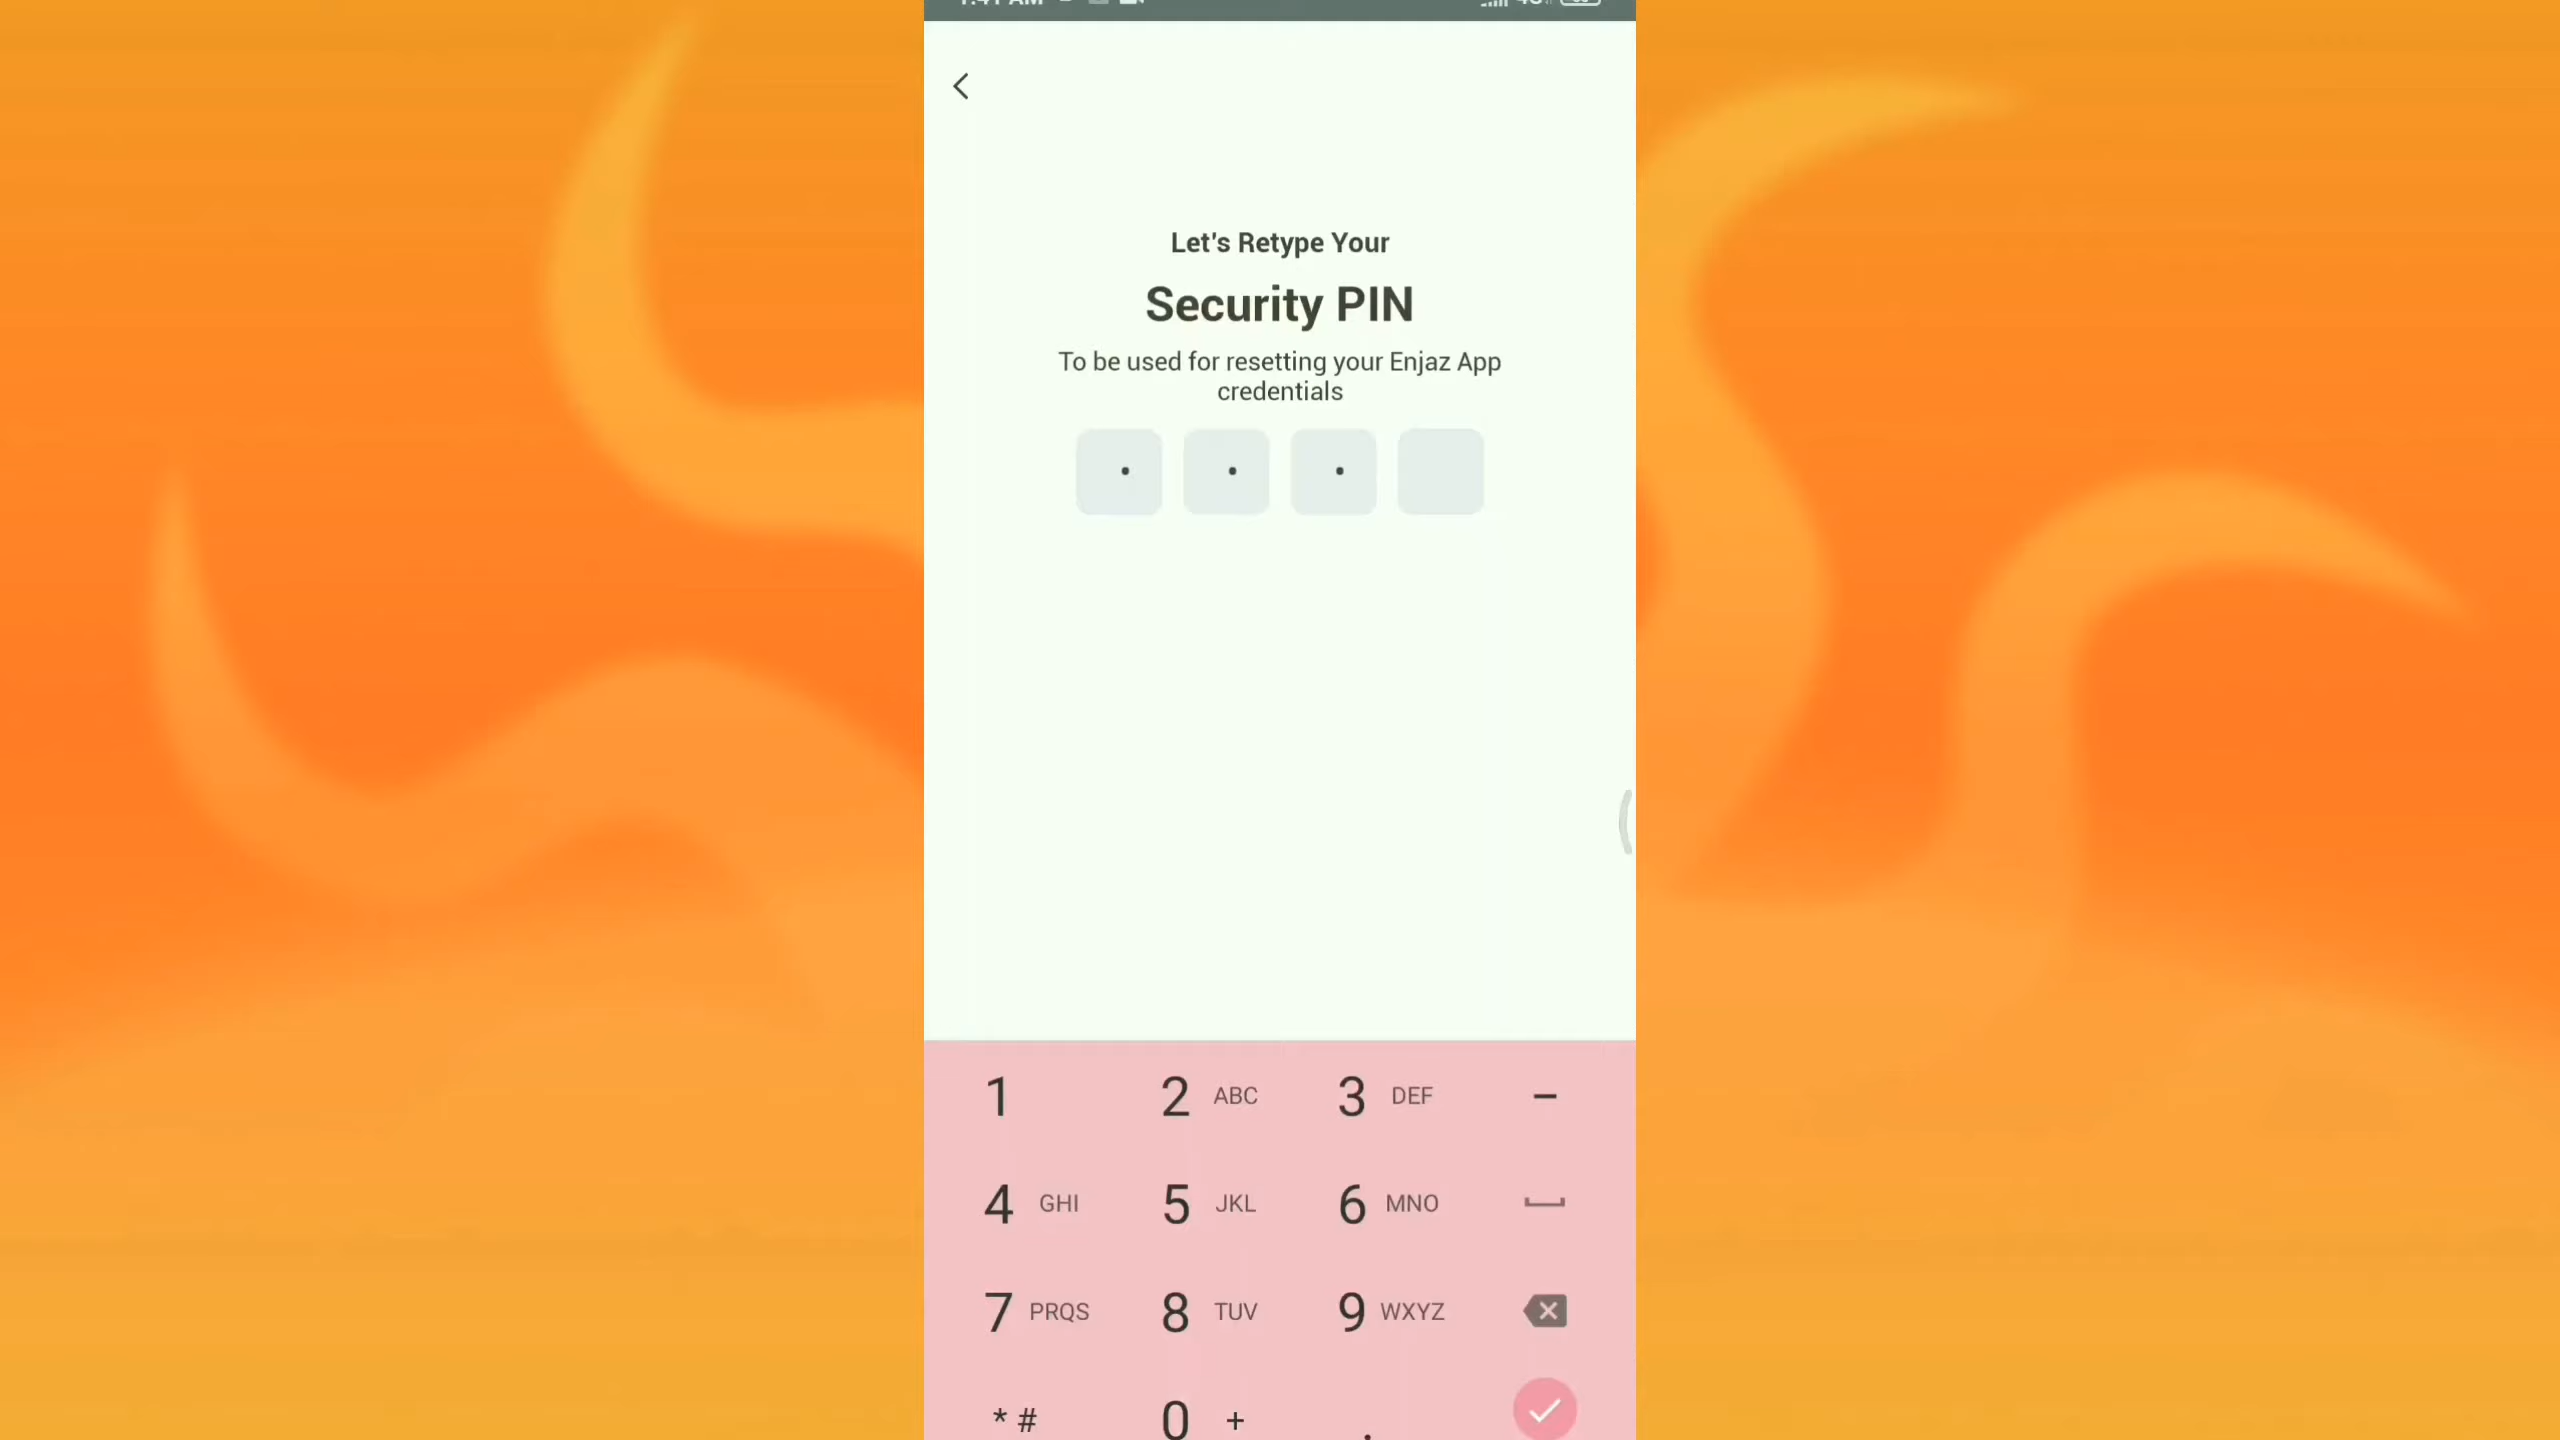 Let's Retype Your
Security PIN
To be used for resetting your Enjaz App
credentials
1 2 ABC 3 DEF –
4 GHI 5 JKL 6 MNO
7 PRQS 8 TUV 9 WXYZ
* # 0 + .